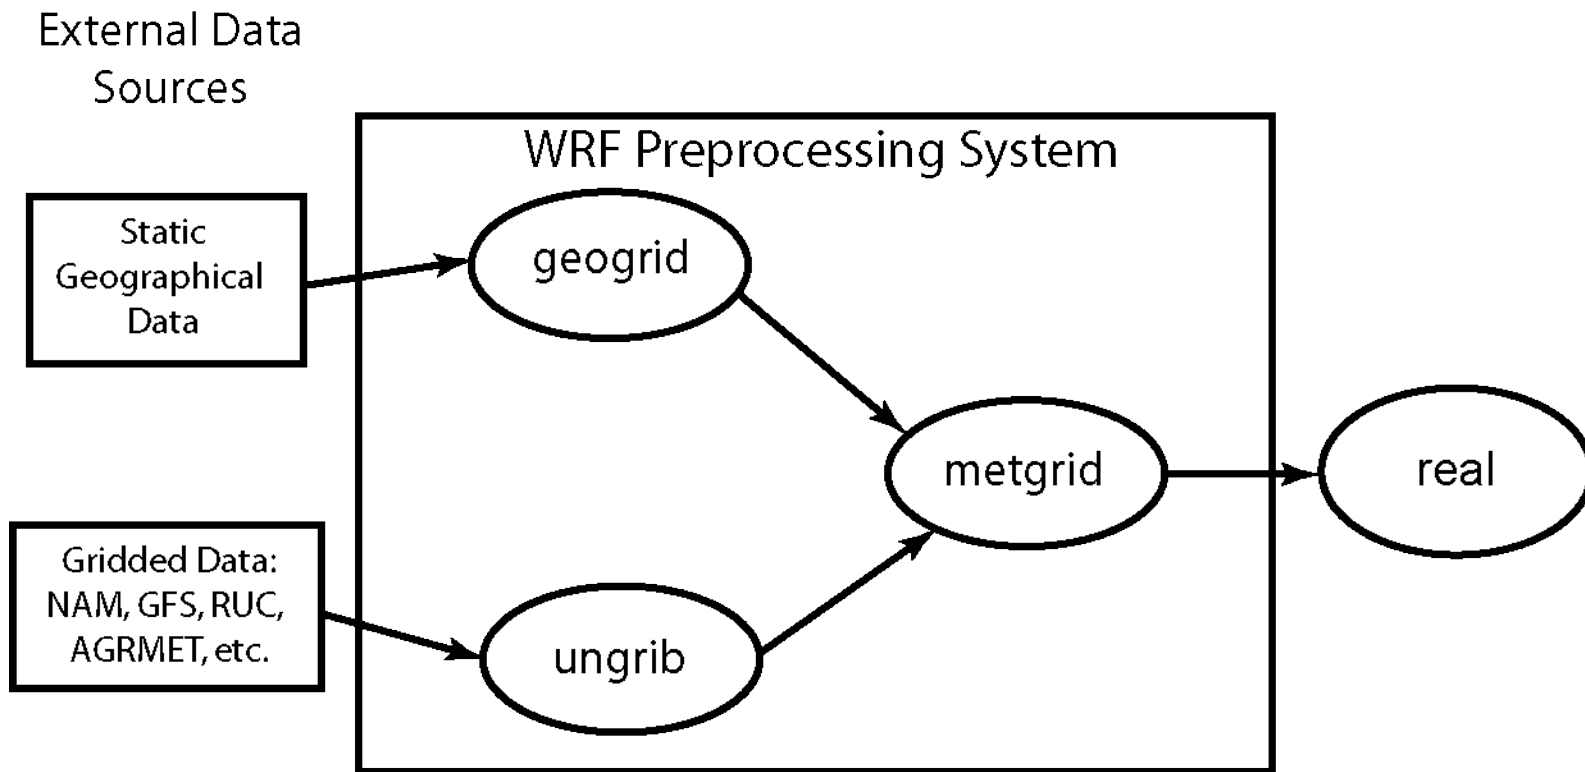 External Data
Sources
WRF Preprocessing System
Static
Geographical
Data
geogrid
metgrid
real
Gridded Data:
NAM, GFS, RUC,
AGRMET, etc.
ungrib